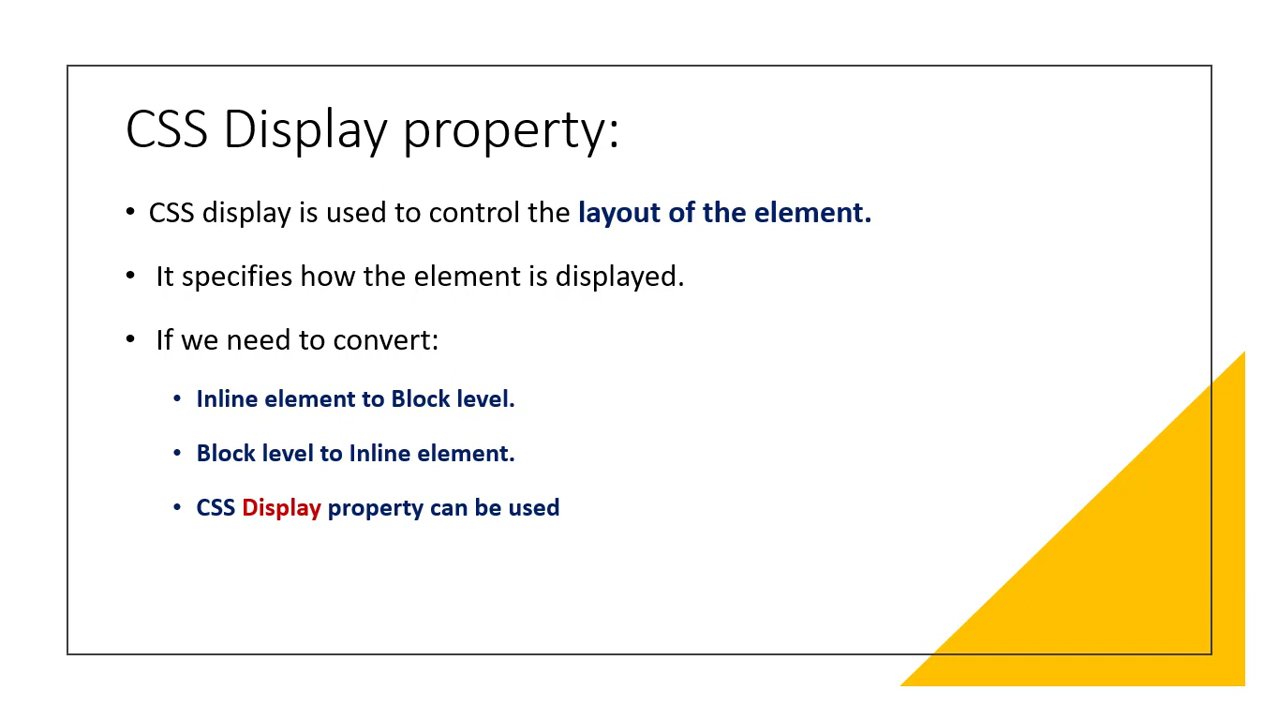 CSS Display property:
• CSS display is used to control the layout of the element.
• It specifies how the element is displayed.
• If we need to convert:
• Inline element to Block level.
• Block level to Inline element.
• CSS Display property can be used